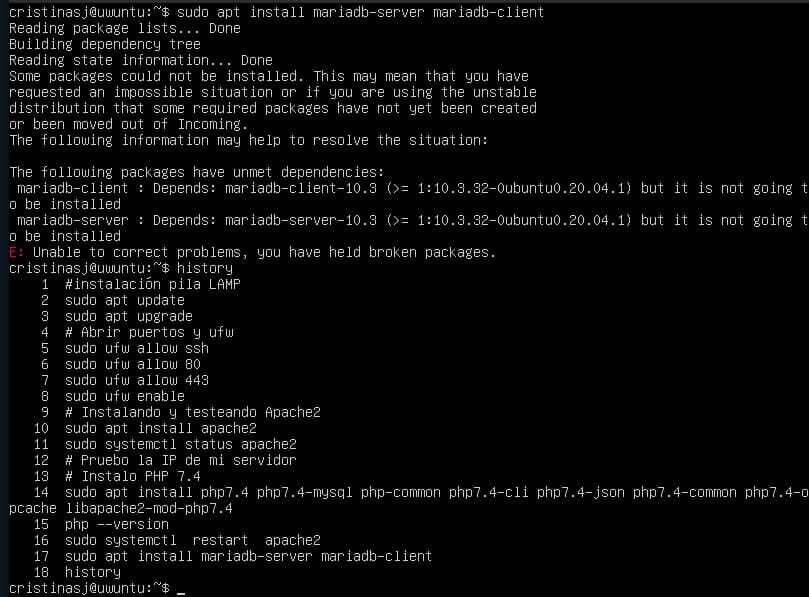 cristinasj@uwuntu:~$ sudo apt install mariadb-server mariadb-client
Reading package lists... Done
Building dependency tree
Reading state information... Done
Some packages could not be installed. This may mean that you have
requested an impossible situation or if you are using the unstable
distribution that some required packages have not yet been created
or been moved out of Incoming.
The following information may help to resolve the situation:

The following packages have unmet dependencies:
 mariadb-client : Depends: mariadb-client-10.3 (>= 1:10.3.32-0ubuntu0.20.04.1) but it is not going t
o be installed
 mariadb-server : Depends: mariadb-server-10.3 (>= 1:10.3.32-0ubuntu0.20.04.1) but it is not going t
o be installed
E: Unable to correct problems, you have held broken packages.
cristinasj@uwuntu:~$ history
    1  #instalación pila LAMP
    2  sudo apt update
    3  sudo apt upgrade
    4  # Abrir puertos y ufw
    5  sudo ufw allow ssh
    6  sudo ufw allow 80
    7  sudo ufw allow 443
    8  sudo ufw enable
    9  # Instalando y testeando Apache2
   10  sudo apt install apache2
   11  sudo systemctl status apache2
   12  # Pruebo la IP de mi servidor
   13  # Instalo PHP 7.4
   14  sudo apt install php7.4 php7.4-mysql php-common php7.4-cli php7.4-json php7.4-common php7.4-o
pcache libapache2-mod-php7.4
   15  php --version
   16  sudo systemctl  restart  apache2
   17  sudo apt install mariadb-server mariadb-client
   18  history
cristinasj@uwuntu:~$ _